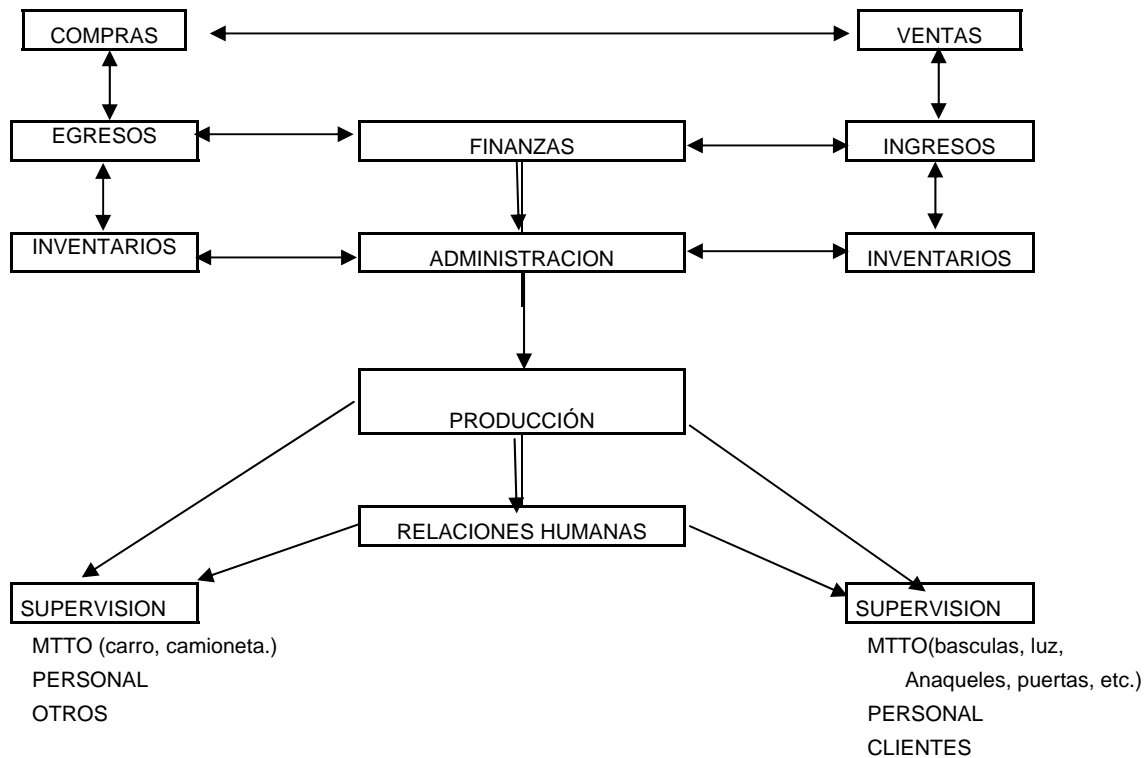 COMPRAS
VENTAS
EGRESOS
FINANZAS
INGRESOS
INVENTARIOS
ADMINISTRACION
INVENTARIOS
PRODUCCIÓN
RELACIONES HUMANAS
SUPERVISION
MTTO (carro, camioneta.)
PERSONAL
OTROS
SUPERVISION
MTTO(basculas, luz,
Anaqueles, puertas, etc.)
PERSONAL
CLIENTES